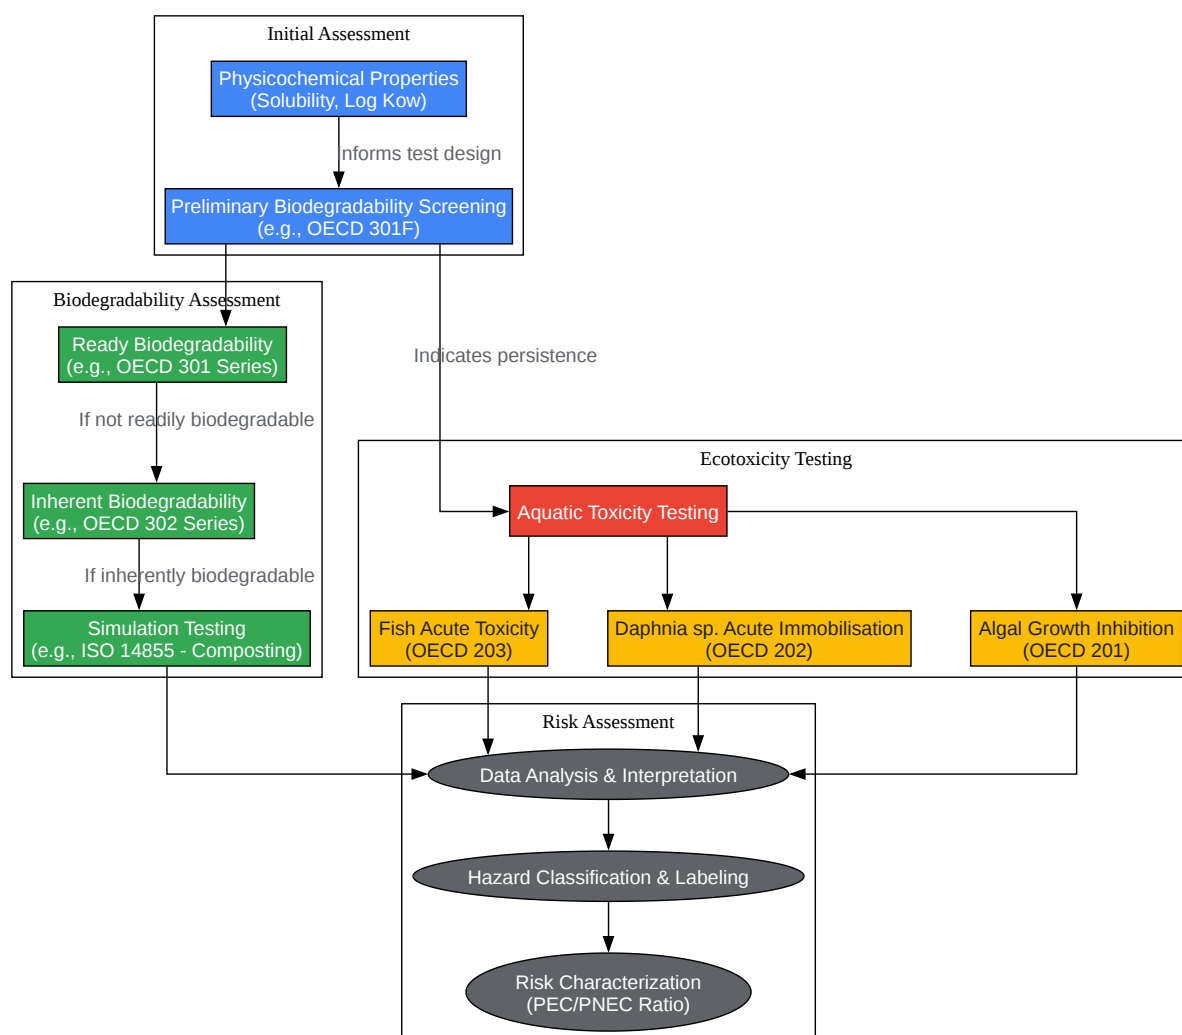 Initial Assessment
Physicochemical Properties
(Solubility, Log Kow)
Informs test design
Preliminary Biodegradability Screening
(e.g., OECD 301F)
Biodegradability Assessment
Ready Biodegradability
(e.g., OECD 301 Series)
If not readily biodegradable
Inherent Biodegradability
(e.g., OECD 302 Series)
If inherently biodegradable
Simulation Testing
(e.g., ISO 14855 - Composting)
Indicates persistence
Ecotoxicity Testing
Aquatic Toxicity Testing
Fish Acute Toxicity
(OECD 203)
Daphnia sp. Acute Immobilisation
(OECD 202)
Algal Growth Inhibition
(OECD 201)
Risk Assessment
Data Analysis & Interpretation
Hazard Classification & Labeling
Risk Characterization
(PEC/PNEC Ratio)